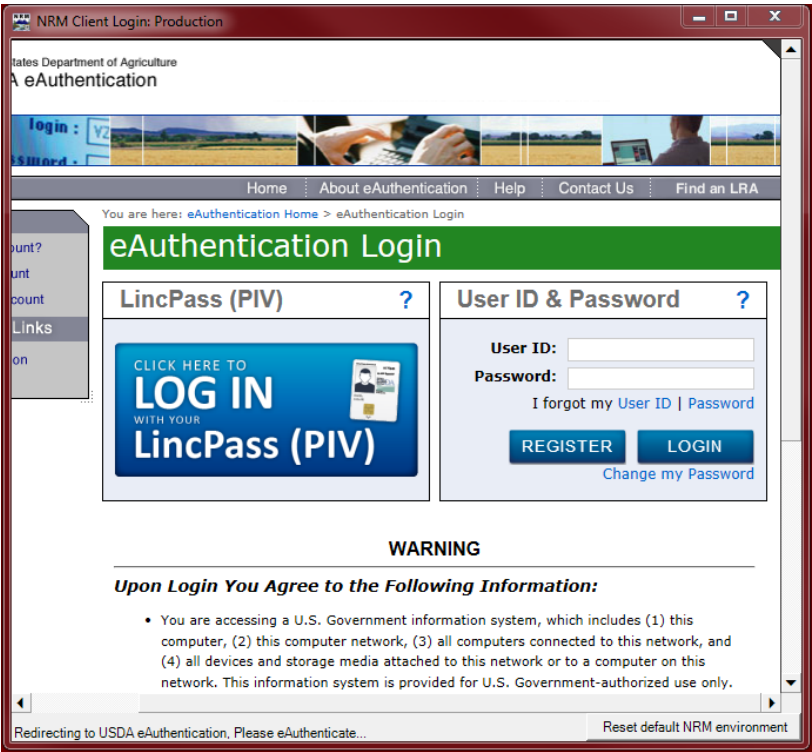 NRM Client Login: Production
tates Department of Agriculture
A eAuthentication
login :
Home About eAuthentication Help Contact Us Find an LRA
You are here: eAuthentication Home > eAuthentication Login
ount?
unt
count
Links
on
eAuthentication Login
LincPass (PIV) ?
CLICK HERE TO
LOG IN
WITH YOUR
LincPass (PIV)
User ID & Password ?
User ID:
Password:
I forgot my User ID | Password
REGISTER LOGIN
Change my Password
WARNING
Upon Login You Agree to the Following Information:
• You are accessing a U.S. Government information system, which includes (1) this
computer, (2) this computer network, (3) all computers connected to this network, and
(4) all devices and storage media attached to this network or to a computer on this
network. This information system is provided for U.S. Government-authorized use only.
Redirecting to USDA eAuthentication, Please eAuthenticate...
Reset default NRM environment